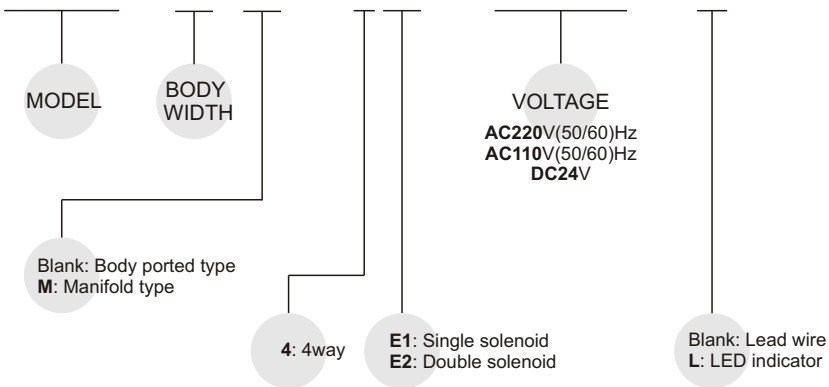 MODEL
BODY
WIDTH
VOLTAGE
AC220V(50/60)Hz
AC110V(50/60)Hz
DC24V
Blank: Body ported type
M: Manifold type
4: 4way
E1: Single solenoid
E2: Double solenoid
Blank: Lead wire
L: LED indicator